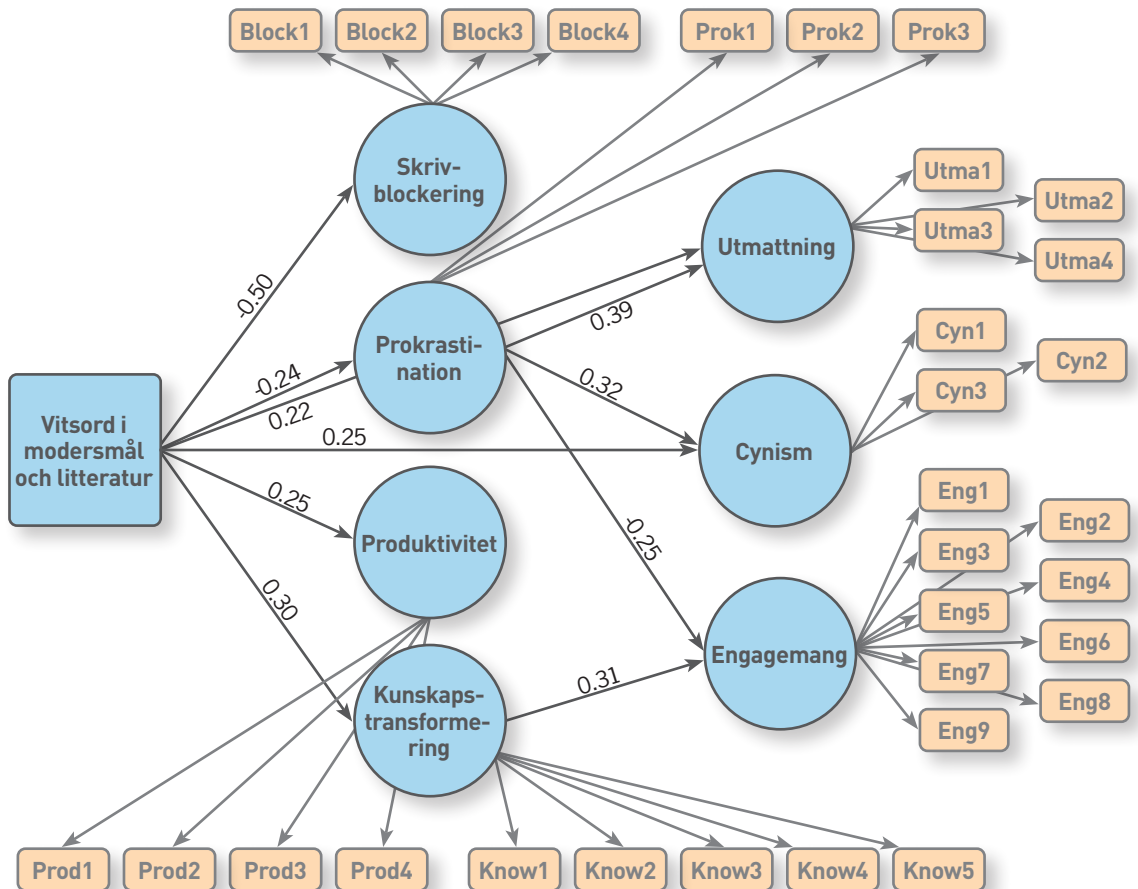 Block1
Block2
Block3
Block4
Prok1
Prok2
Prok3
Skriv-
blockering
Utma1
Utma2
Utma3
Utma4
Utmattning
-0.50
0.39
Prokrasti-
nation
Cyn1
Cyn2
Cyn3
-0.24
0.22
0.32
Vitsord i
modersmål
och litteratur
0.25
Cynism
0.25
Produktivitet
-0.25
Eng1
Eng2
Eng3
Eng4
Eng5
Eng6
Eng7
Eng8
Eng9
0.30
Engagemang
Kunskaps-
transforme-
ring
0.31
Prod1
Prod2
Prod3
Prod4
Know1
Know2
Know3
Know4
Know5